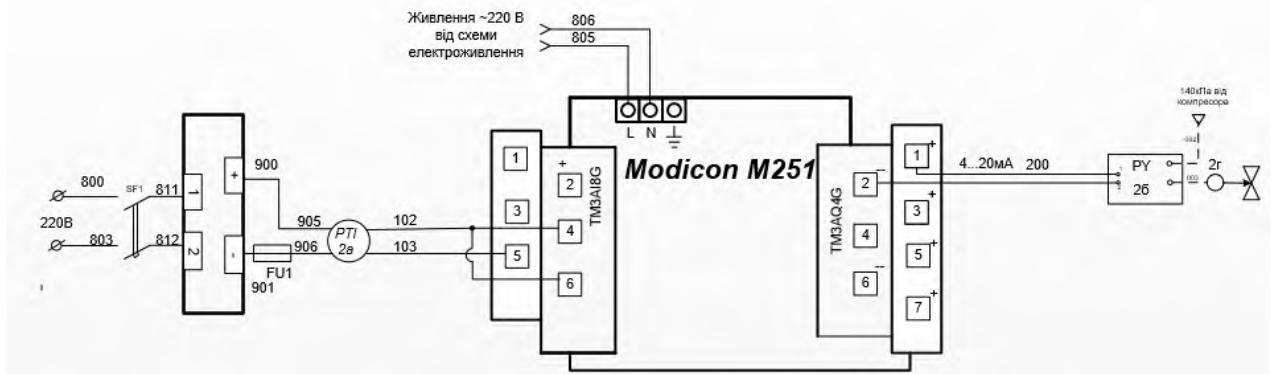 Живлення ~220 В
від схеми
електроживлення
806
805
L N
Modicon M251
800
SF1
811
220В
803
812
1
2
+
-
900
901
FU1
905
906
PTI
2a
102
103
1
3
5
+
2
4
6
TM3AI8G
TM3AQ4G
--
2
4
--
6
1 +
3 +
5 +
7 +
4...20мА 200
PY
2б
140кПа від
компресора
2г